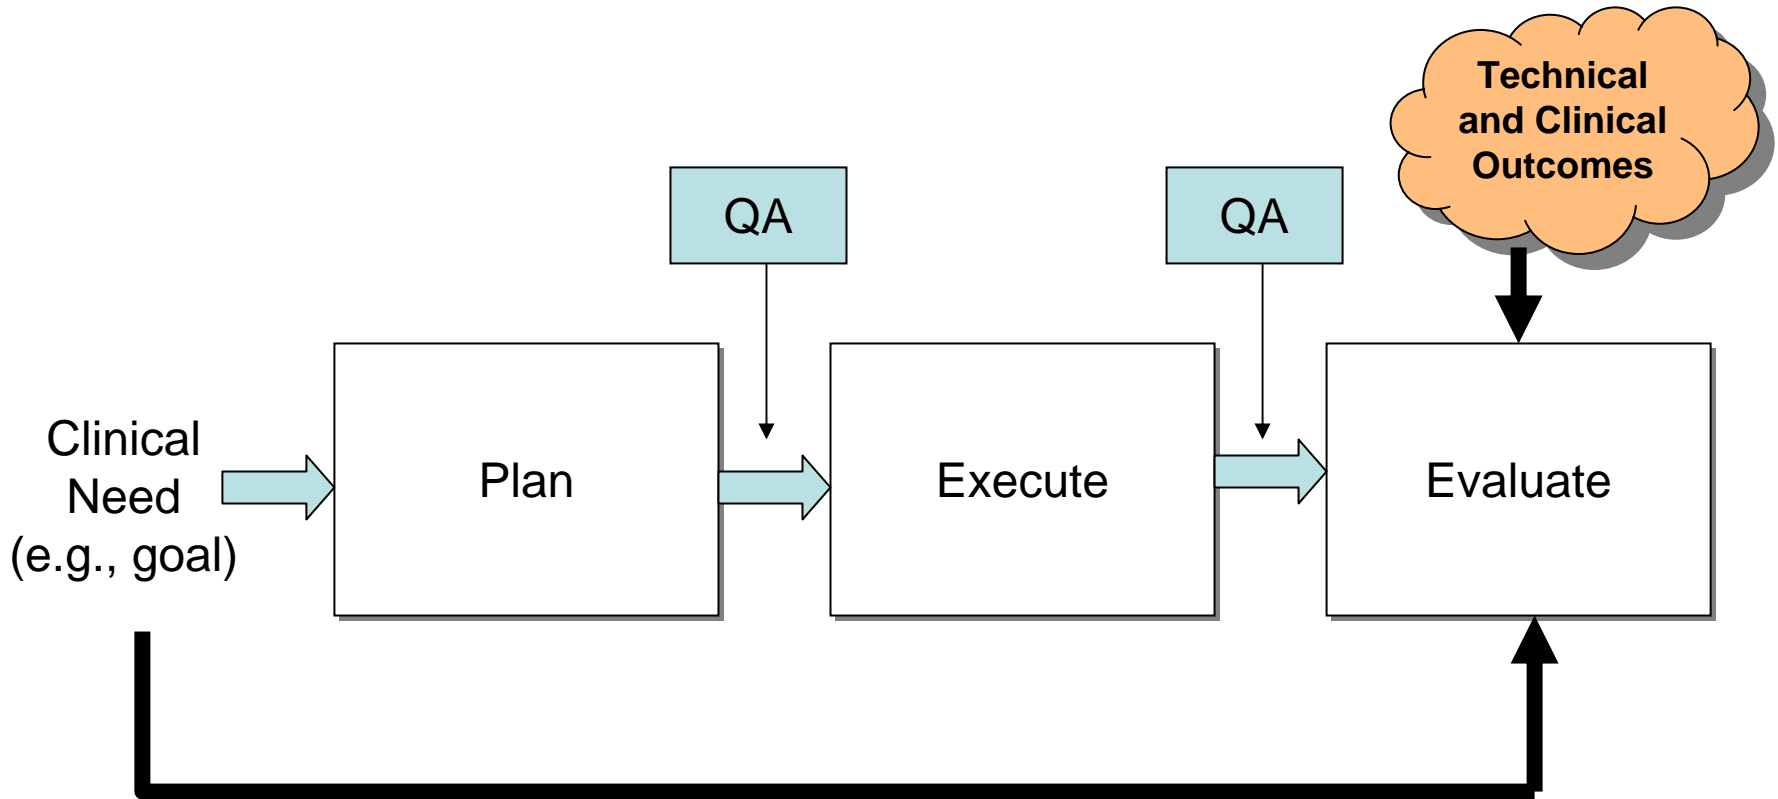 Technical
and Clinical
Outcomes
QA
QA
Clinical
Need
(e.g., goal)
Plan
Execute
Evaluate